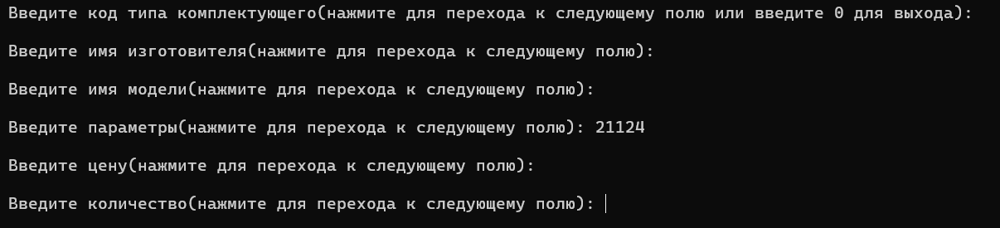 Введите код типа комплектующего(нажмите для перехода к следующему полю или введите 0 для выхода):
Введите имя изготовителя(нажмите для перехода к следующему полю):
Введите имя модели(нажмите для перехода к следующему полю):
Введите параметры(нажмите для перехода к следующему полю): 21124
Введите цену(нажмите для перехода к следующему полю):
Введите количество(нажмите для перехода к следующему полю):